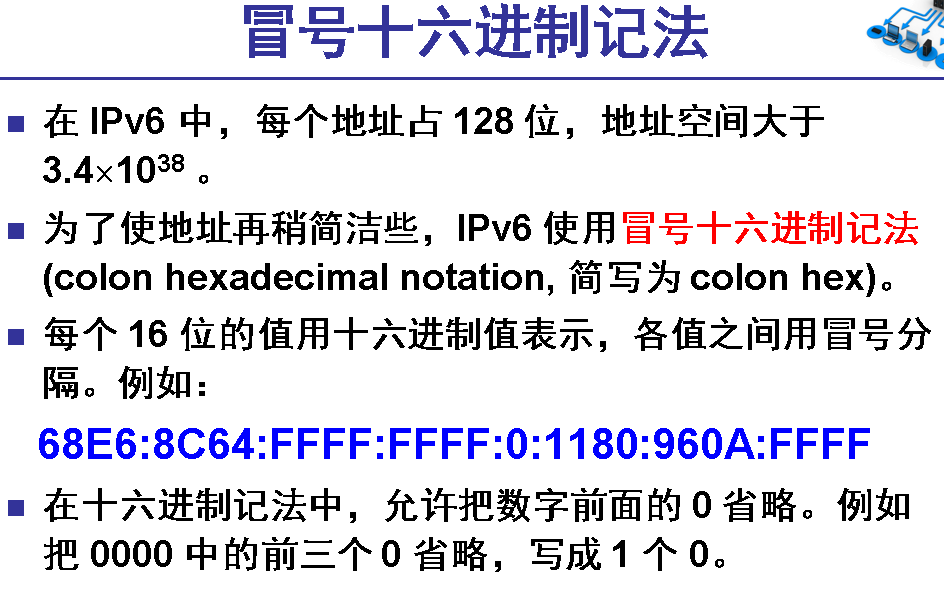 冒号十六进制记法
在 IPv6 中，每个地址占 128 位，地址空间大于
3.4×10³⁸ 。
为了使地址再稍简洁些，IPv6 使用冒号十六进制记法
(colon hexadecimal notation, 简写为 colon hex)。
每个 16 位的值用十六进制值表示，各值之间用冒号分
隔。例如：
68E6:8C64:FFFF:FFFF:0:1180:960A:FFFF
在十六进制记法中，允许把数字前面的 0 省略。例如
把 0000 中的前三个 0 省略，写成 1 个 0。